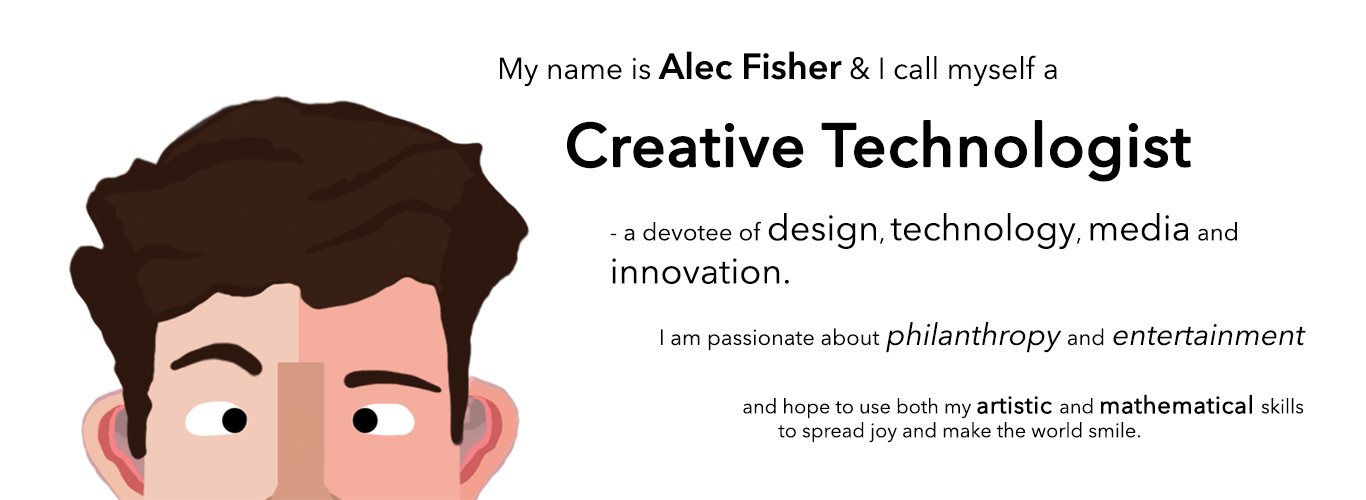 My name is Alec Fisher & I call myself a
Creative Technologist
- a devotee of design, technology, media and
innovation.
I am passionate about philanthropy and entertainment
and hope to use both my artistic and mathematical skills
to spread joy and make the world smile.